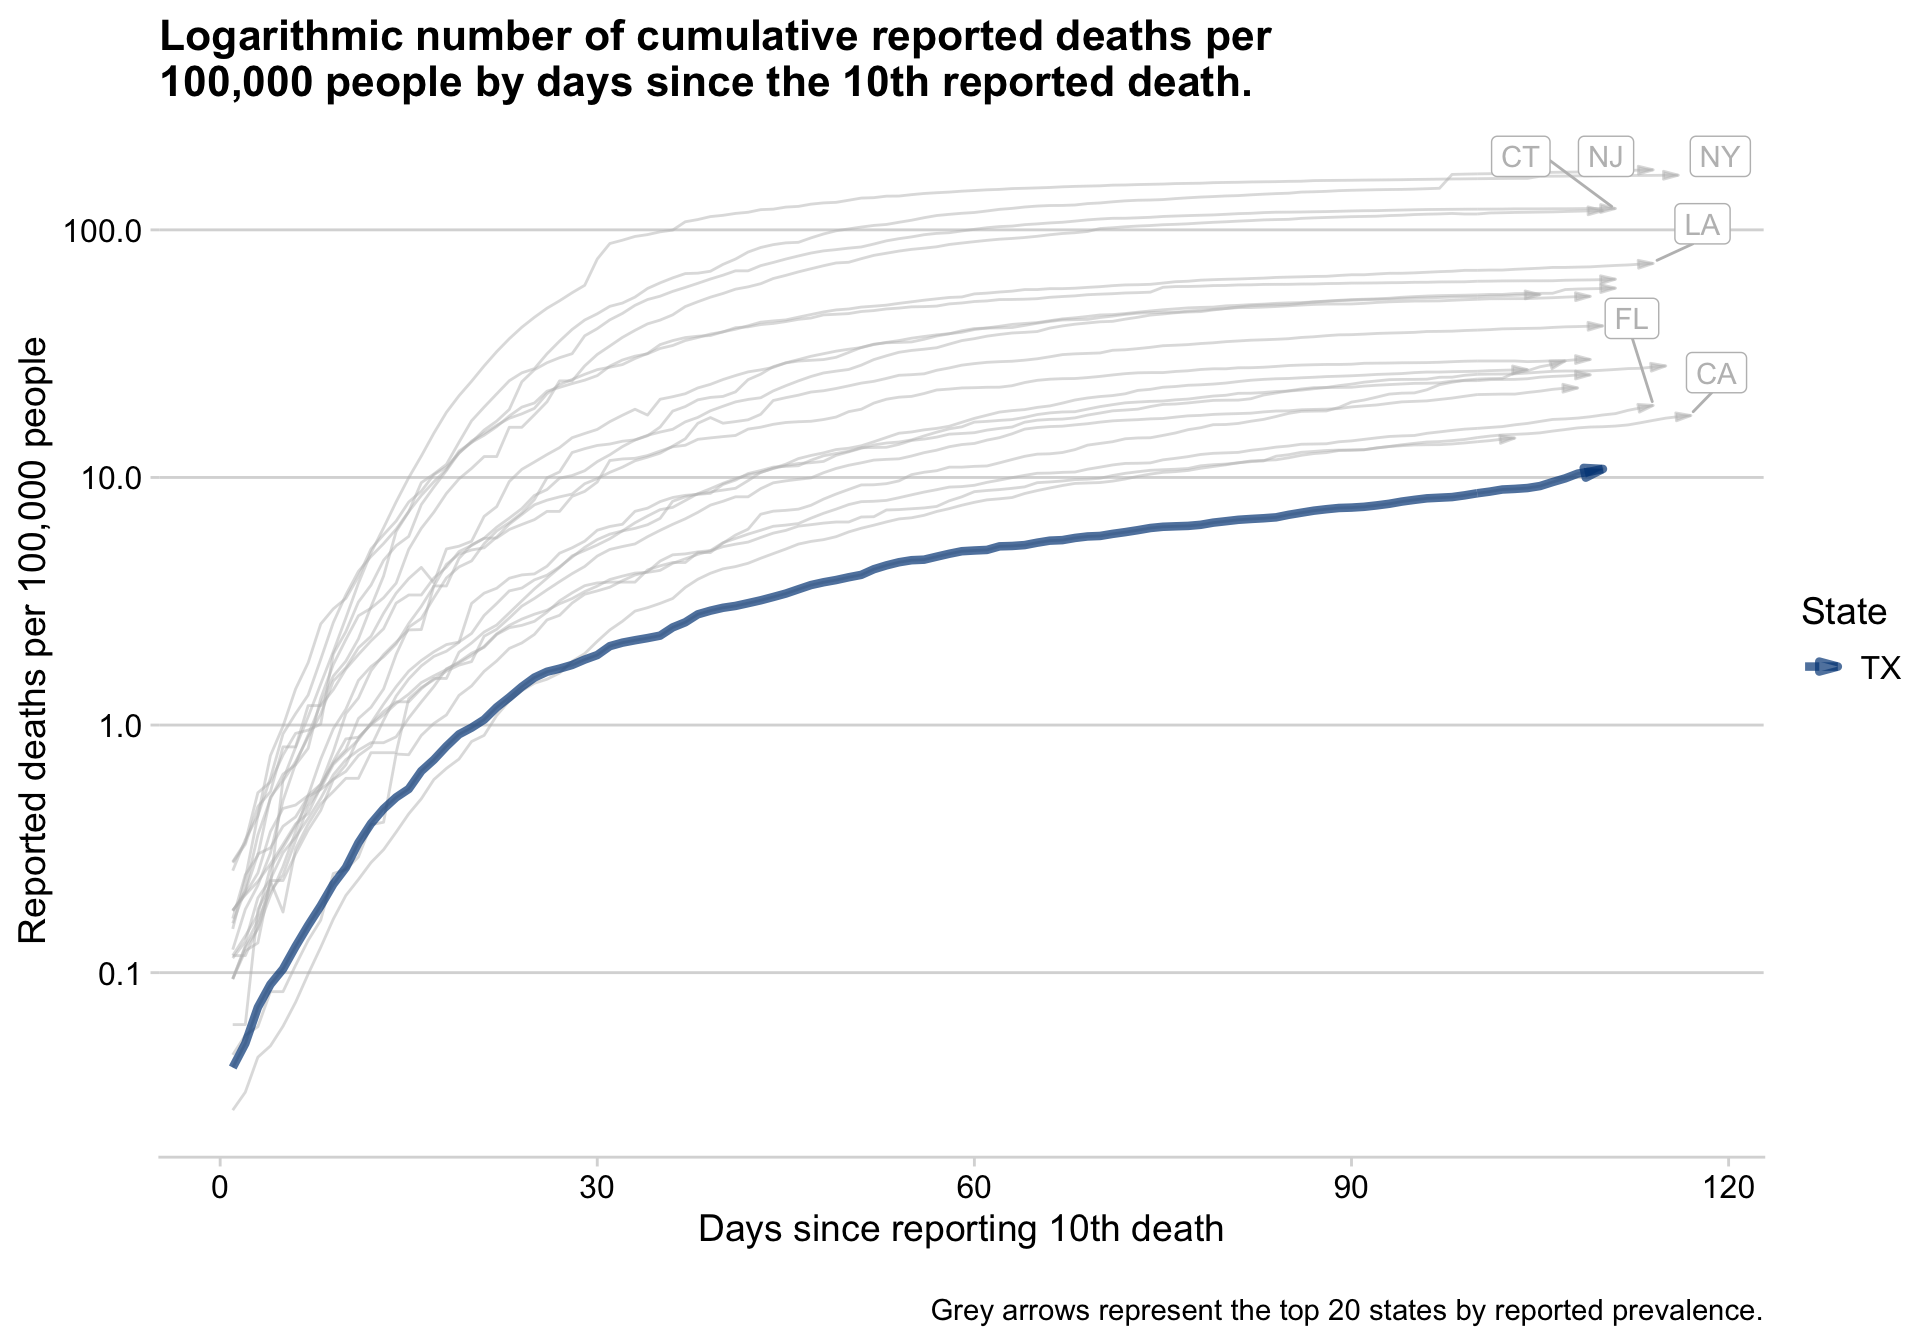 Logarithmic number of cumulative reported deaths per
100,000 people by days since the 10th reported death.
CT NJ NY
LA
FL
CA
100.0
10.0
1.0
0.1
Reported deaths per 100,000 people
0 30 60 90 120
Days since reporting 10th death
State
TX
Grey arrows represent the top 20 states by reported prevalence.